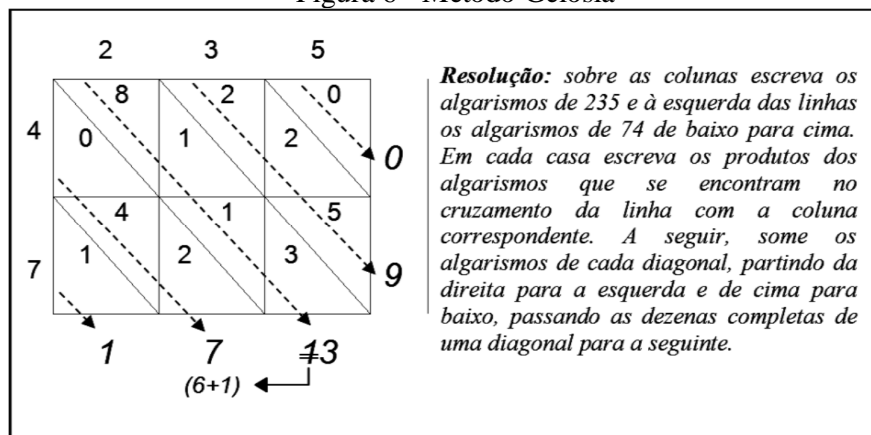 Figura 8 - Método Gelosia
2 3 5
8 2 0
4 0 1 2 0
4 1 5
7 1 2 3 9
1 7 13
(6+1)
Resolução: sobre as colunas escreva os
algarismos de 235 e à esquerda das linhas
os algarismos de 74 de baixo para cima.
Em cada casa escreva os produtos dos
algarismos que se encontram no
cruzamento da linha com a coluna
correspondente. A seguir, some os
algarismos de cada diagonal, partindo da
direita para a esquerda e de cima para
baixo, passando as dezenas completas de
uma diagonal para a seguinte.